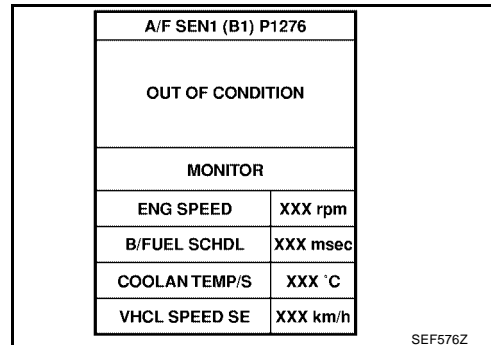 A/F SEN1 (B1) P1276
OUT OF CONDITION
MONITOR
ENG SPEED XXX rpm
B/FUEL SCHDL XXX msec
COOLAN TEMP/S XXX °C
VHCL SPEED SE XXX km/h
SEF576Z